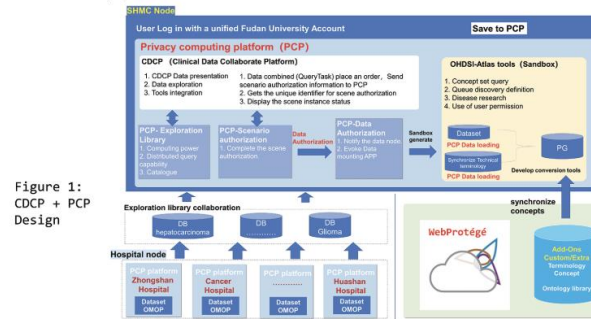 SHMC Node
User Log in with a unified Fudan University Account
Save to PCP
Privacy computing platform (PCP)
CDCP (Clinical Data Collaborate Platform)
1. CDCP Data presentation
2. Data exploration
3. Tools integration
1. Data combined (QueryTask) place an order, Send
scenario authorization information to PCP
2. Gets the unique identifier for scene authorization
3. Display the scene instance status
OHDSI-Atlas tools (Sandbox)
1. Concept set query
2. Queue discovery definition
3. Disease research
4. Use of user permission
PCP- Exploration
Library
1. Computing power
2. Distributed query
capability
3. Catalogue
PCP-Scenario
authorization
1. Complete the scene
authorization
Data
Authorization
PCP-Data
Authorization
1. Notify the data node.
2. Evoke Data
mounting APP
Sandbox
generate
Dataset
PCP Data loading
Synchronize Technical
terminology
PCP Data loading
PG
Develop conversion tools
Figure 1:
CDCP + PCP
Design
Exploration library collaboration
DB
hepatocarcinoma
DB
............
DB
Glioma
Hospital node
PCP platform
Zhongshan
Hospital
Dataset
OMOP
PCP platform
Cancer
Hospital
Dataset
OMOP
PCP platform
............
Dataset
OMOP
PCP platform
Huashan
Hospital
Dataset
OMOP
synchronize
concepts
WebProtégé
Add-Ons
Custom/Extra
Terminology
Concept
Ontology library